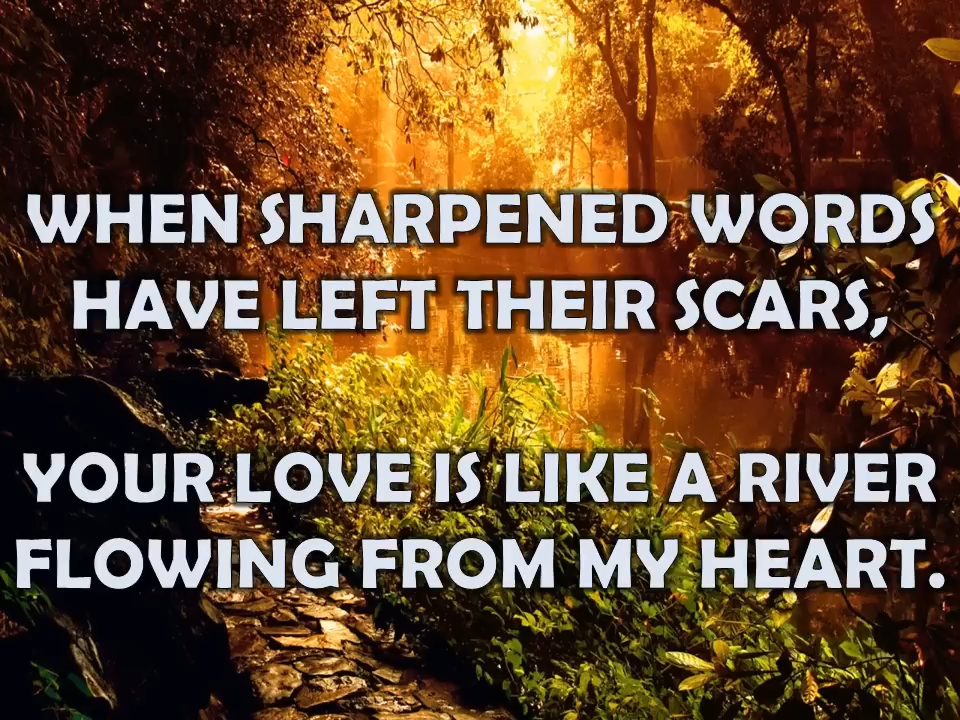 WHEN SHARPENED WORDS
HAVE LEFT THEIR SCARS,
YOUR LOVE IS LIKE A RIVER
FLOWING FROM MY HEART.